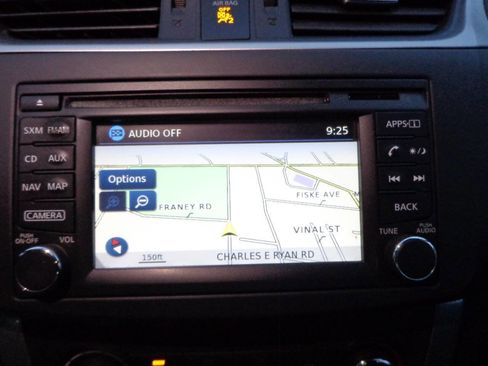 AIR BAG
OFF
2
SXM FM·AM
CD AUX
NAV MAP
CAMERA
PUSH
ON·OFF
VOL
AUDIO OFF
9:25
Options
FRANEY RD
FISKE AVE
VINAL ST
150ft
CHARLES E RYAN RD
APPS
BACK
TUNE
PUSH
AUDIO